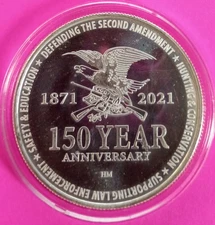 DEFENDING THE SECOND AMENDMENT ★ HUNTING & CONSERVATION ★ SUPPORTING LAW ENFORCEMENT ★ SAFETY & EDUCATION ★
1871 2021
150 YEAR
ANNIVERSARY
HM